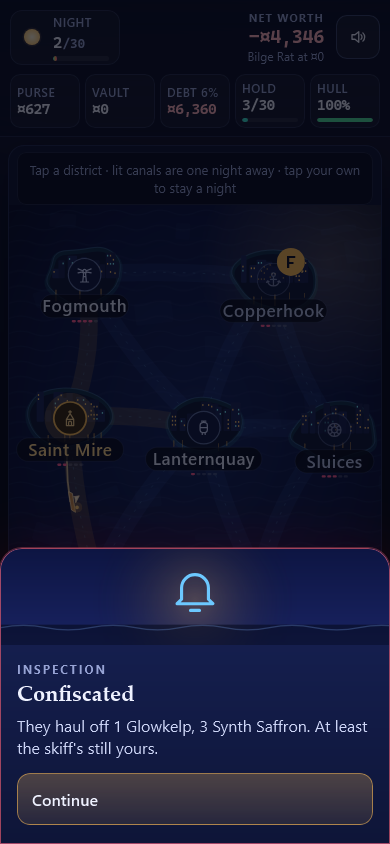 NIGHT
2/30
NET WORTH
−¤4,346
Bilge Rat at ¤0
PURSE
¤627
VAULT
¤0
DEBT 6%
¤6,360
HOLD
3/30
HULL
100%
Tap a district · lit canals are one night away · tap your own
to stay a night
F
Fogmouth
Copperhook
Saint Mire
Lanternquay
Sluices
INSPECTION
Confiscated
They haul off 1 Glowkelp, 3 Synth Saffron. At least
the skiff's still yours.
Continue